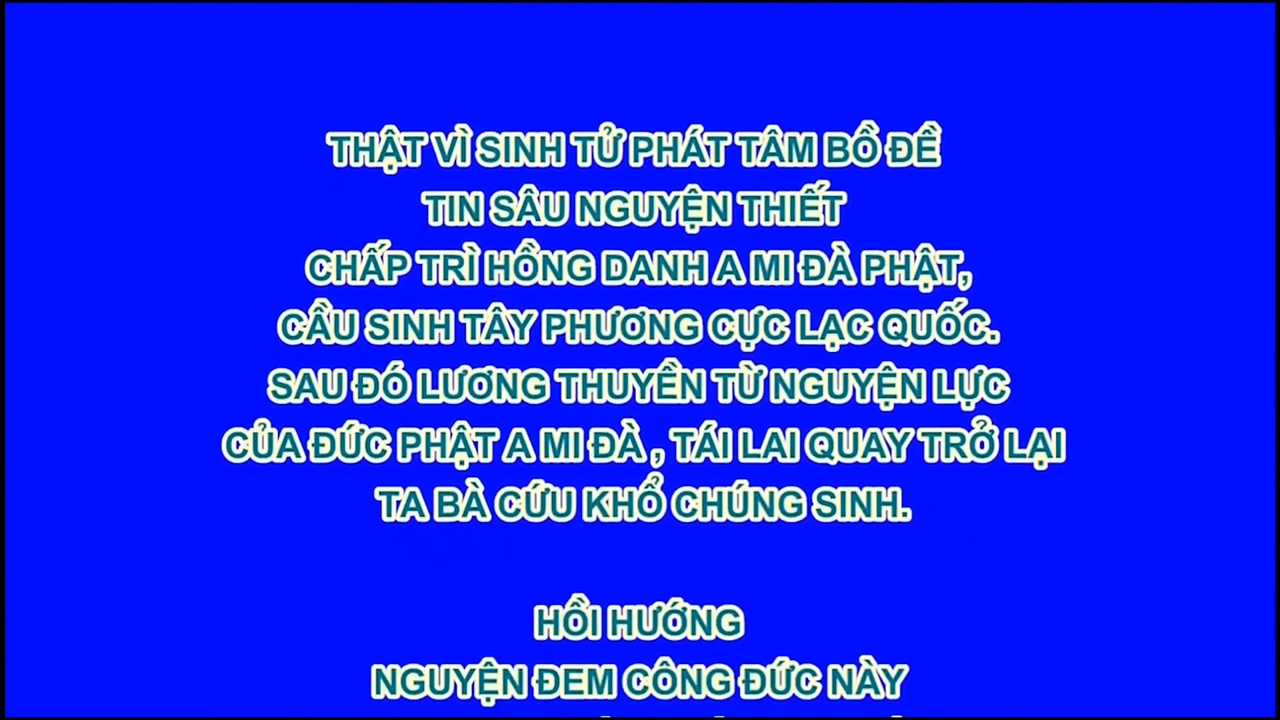 THẬT VÌ SINH TỬ PHÁT TÂM BỒ ĐỀ
TIN SÂU NGUYỆN THIẾT
CHẤP TRÌ HỒNG DANH A MI ĐÀ PHẬT,
CẦU SINH TÂY PHƯƠNG CỰC LẠC QUỐC.
SAU ĐÓ LƯƠNG THUYỀN TỪ NGUYỆN LỰC
CỦA ĐỨC PHẬT A MI ĐÀ , TÁI LAI QUAY TRỞ LẠI
TA BÀ CỨU KHỔ CHÚNG SINH.
HỒI HƯỚNG
NGUYỆN ĐEM CÔNG ĐỨC NÀY